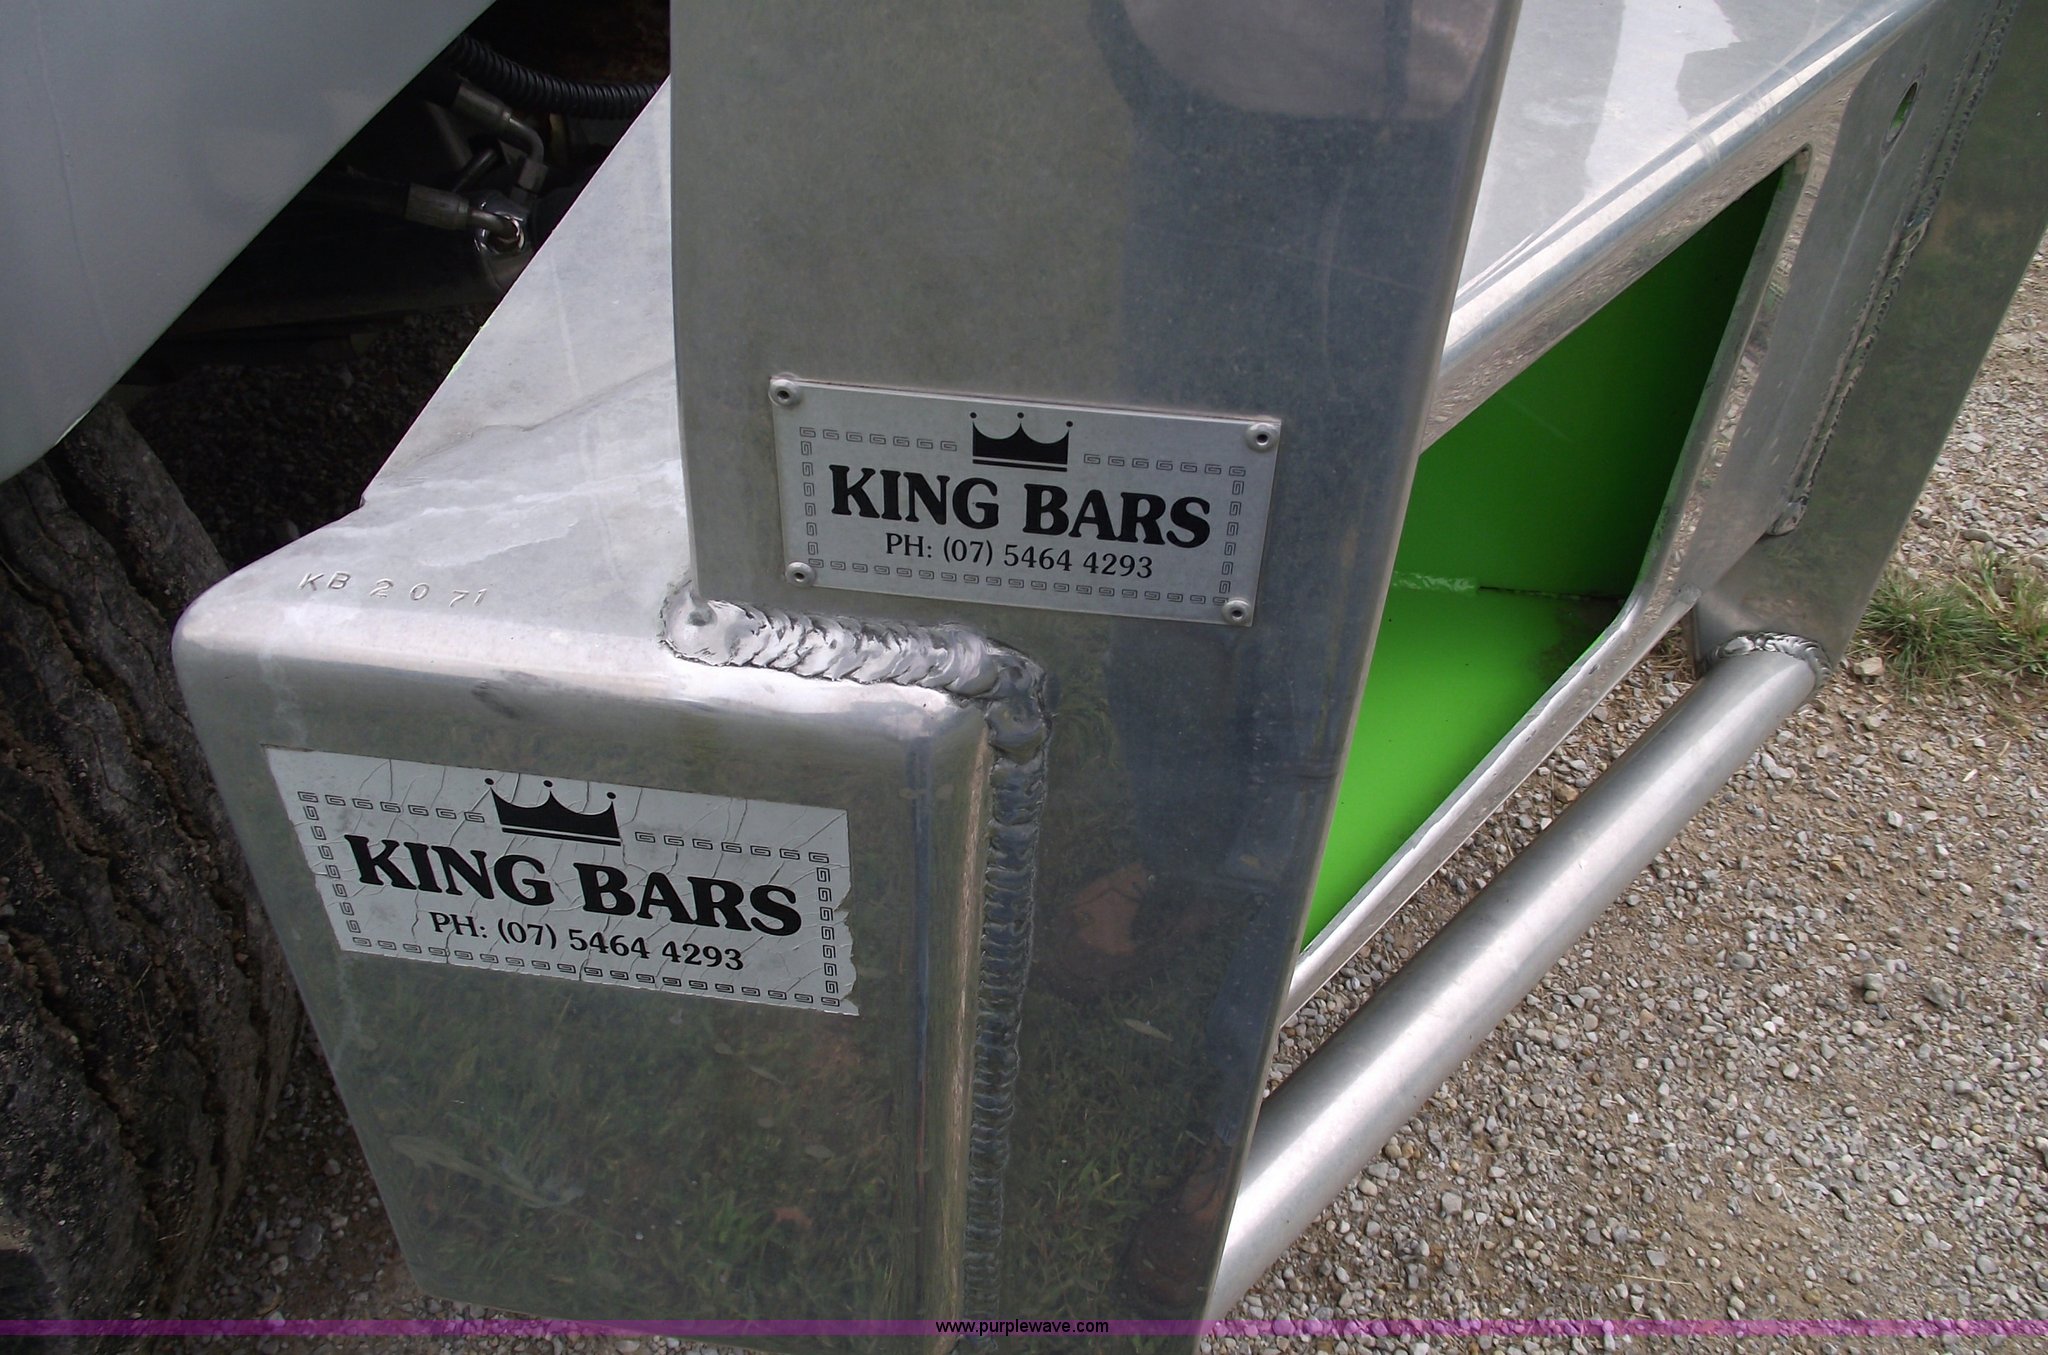 KING BARS
PH: (07) 5464 4293
KB 2071
KING BARS
PH: (07) 5464 4293
www.purplewave.com